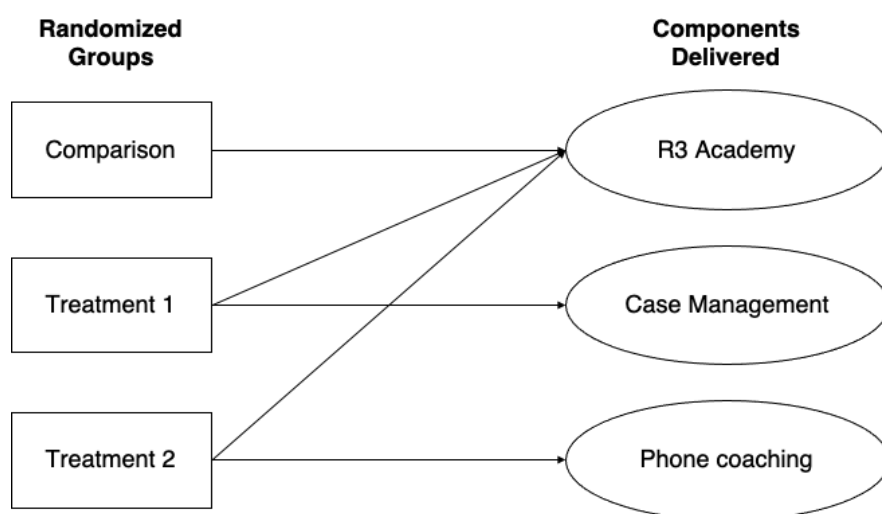 Randomized
Groups
Components
Delivered
Comparison
R3 Academy
Treatment 1
Case Management
Treatment 2
Phone coaching